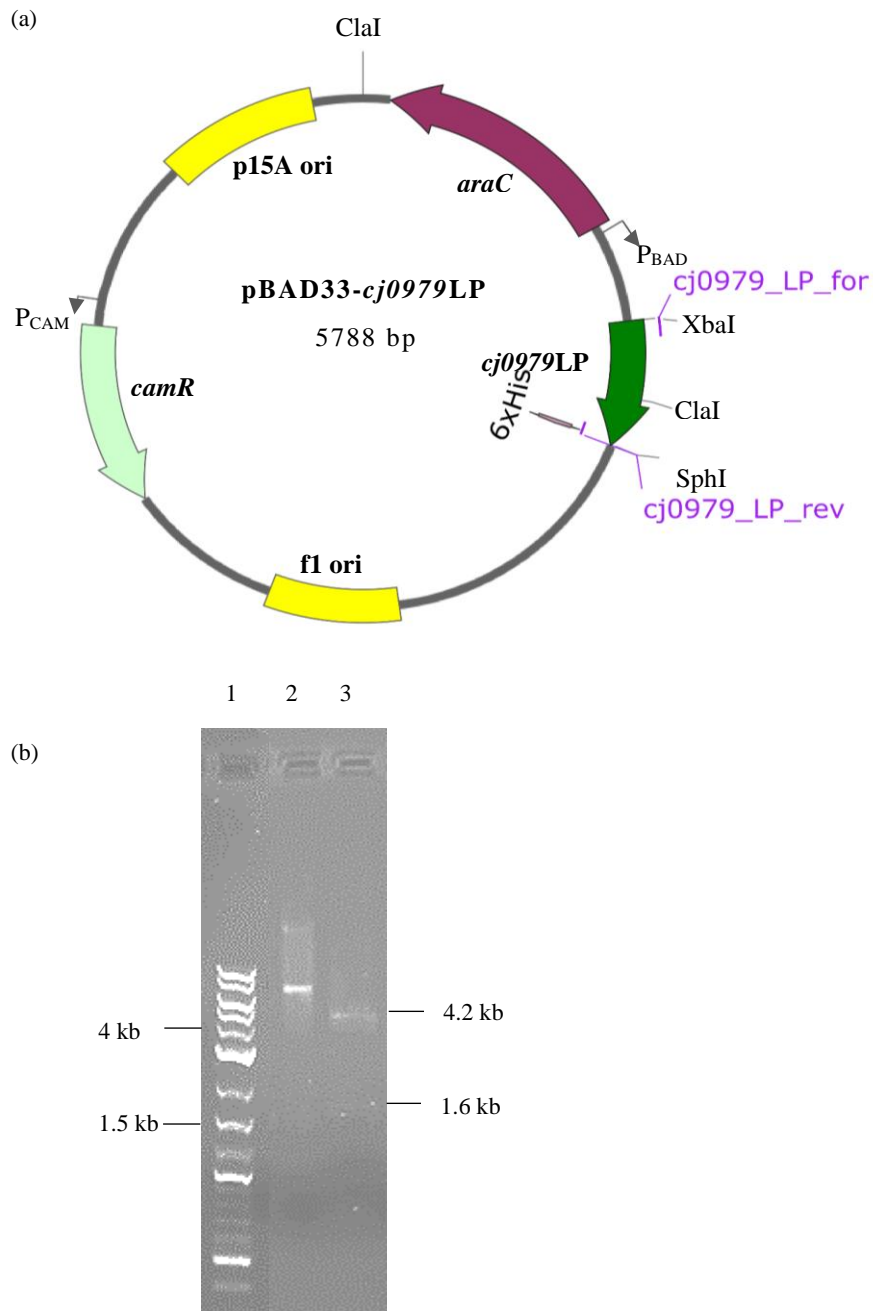 (a)
ClaI
p15A ori
araC
PBAD
cj0979_LP_for
pBAD33-cj0979LP
5788 bp
PCAM
XbaI
cj0979LP
camR
6xHis
ClaI
SphI
cj0979_LP_rev
f1 ori
1 2 3
(b)
4.2 kb
4 kb
1.6 kb
1.5 kb